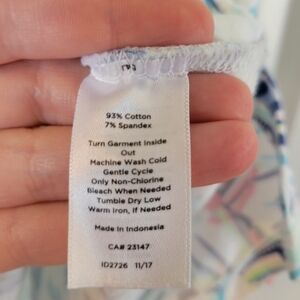 93% Cotton
7% Spandex
Turn Garment Inside
Out
Machine Wash Cold
Gentle Cycle
Only Non-Chlorine
Bleach When Needed
Tumble Dry Low
Warm Iron, If Needed
Made in Indonesia
CA# 23147
ID2726 11/17